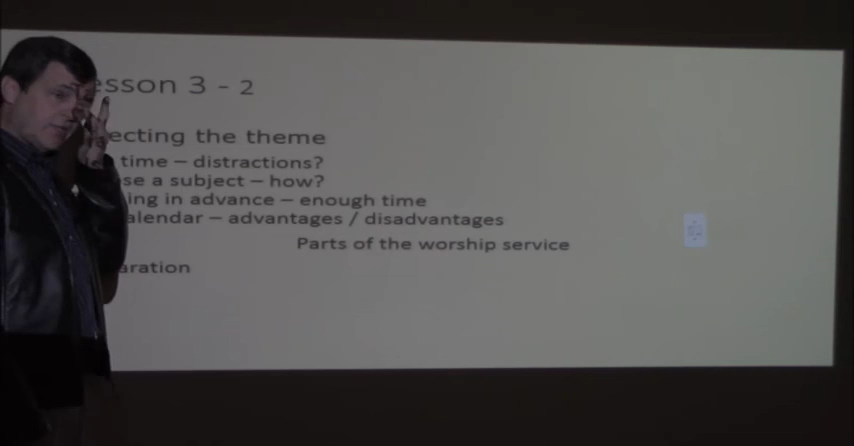 esson 3 - 2
ecting the theme
time – distractions?
se a subject – how?
ing in advance – enough time
alendar – advantages / disadvantages
Parts of the worship service
aration